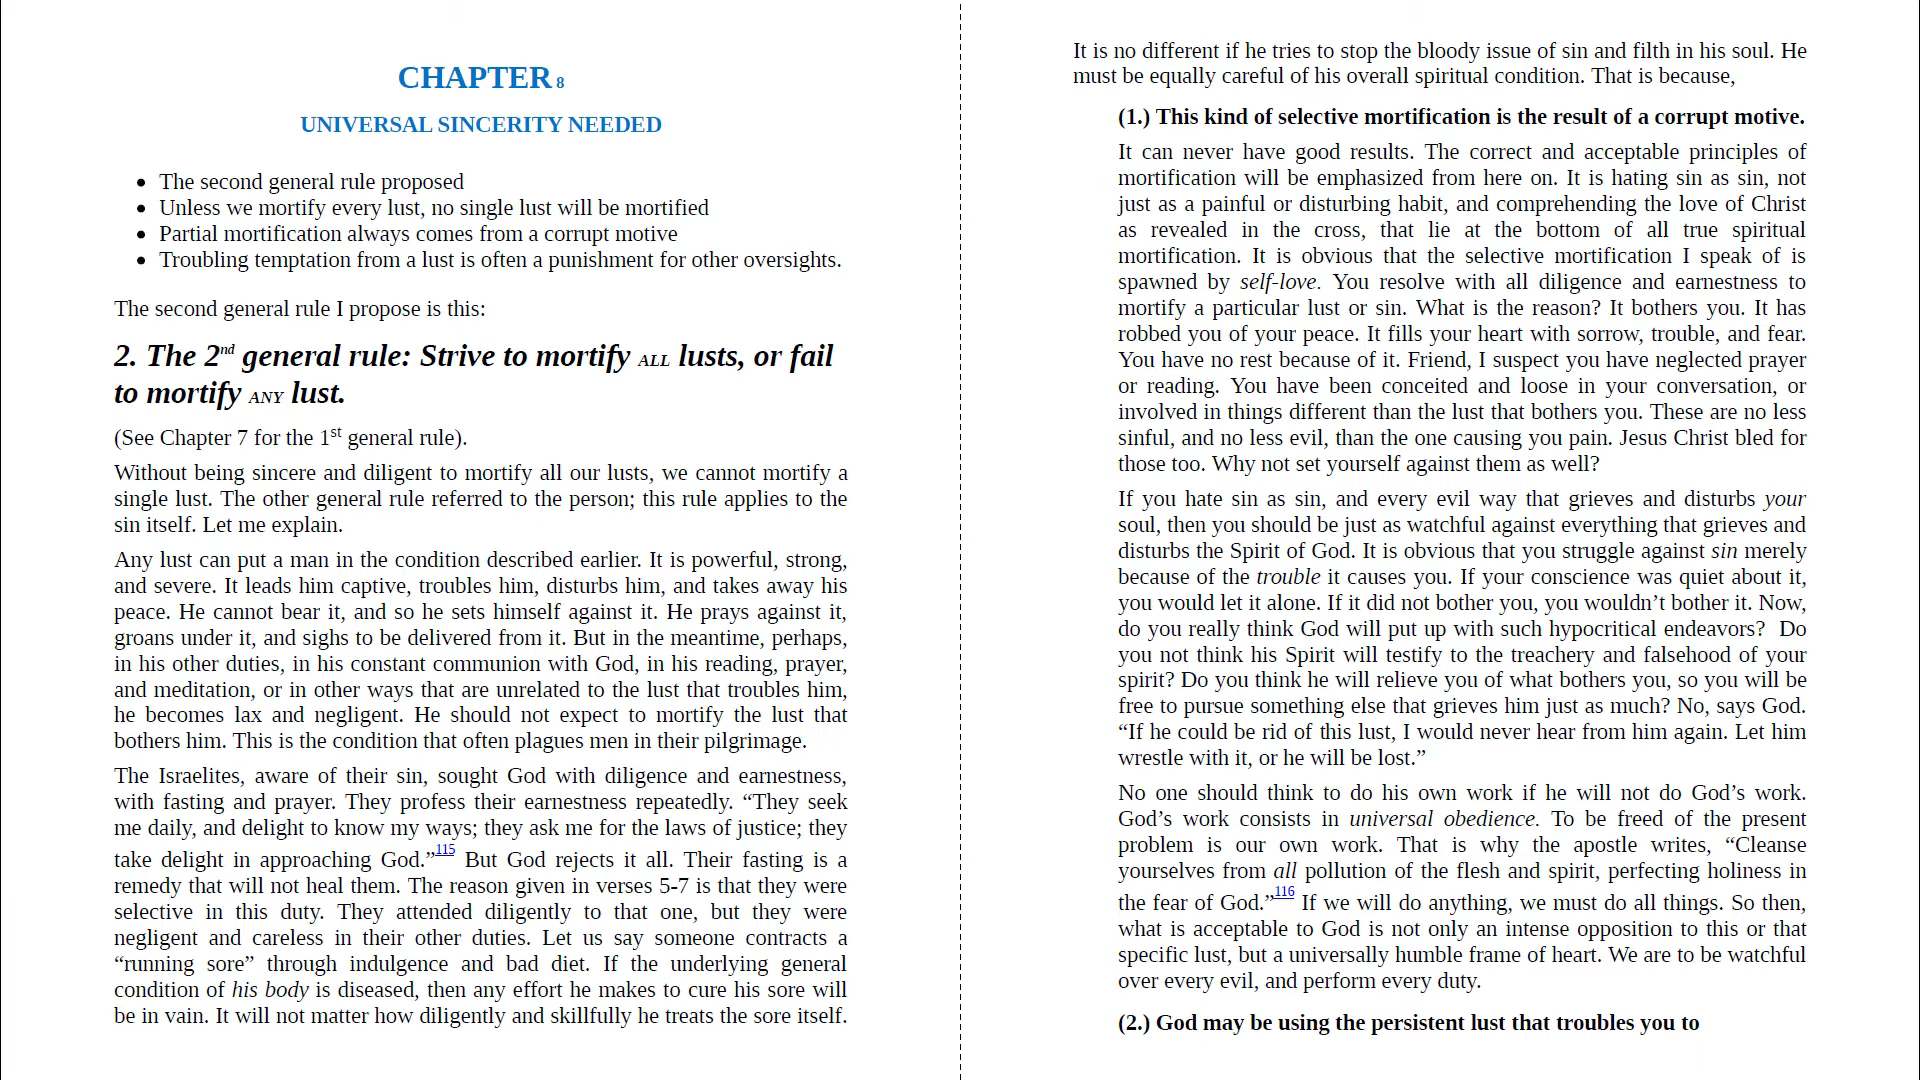 CHAPTER 8
UNIVERSAL SINCERITY NEEDED
• The second general rule proposed
• Unless we mortify every lust, no single lust will be mortified
• Partial mortification always comes from a corrupt motive
• Troubling temptation from a lust is often a punishment for other oversights.
The second general rule I propose is this:
2. The 2nd general rule: Strive to mortify ALL lusts, or fail
to mortify ANY lust.
(See Chapter 7 for the 1st general rule).
Without being sincere and diligent to mortify all our lusts, we cannot mortify a
single lust. The other general rule referred to the person; this rule applies to the
sin itself. Let me explain.
Any lust can put a man in the condition described earlier. It is powerful, strong,
and severe. It leads him captive, troubles him, disturbs him, and takes away his
peace. He cannot bear it, and so he sets himself against it. He prays against it,
groans under it, and sighs to be delivered from it. But in the meantime, perhaps,
in his other duties, in his constant communion with God, in his reading, prayer,
and meditation, or in other ways that are unrelated to the lust that troubles him,
he becomes lax and negligent. He should not expect to mortify the lust that
bothers him. This is the condition that often plagues men in their pilgrimage.
The Israelites, aware of their sin, sought God with diligence and earnestness,
with fasting and prayer. They profess their earnestness repeatedly. “They seek
me daily, and delight to know my ways; they ask me for the laws of justice; they
take delight in approaching God.”115 But God rejects it all. Their fasting is a
remedy that will not heal them. The reason given in verses 5-7 is that they were
selective in this duty. They attended diligently to that one, but they were
negligent and careless in their other duties. Let us say someone contracts a
“running sore” through indulgence and bad diet. If the underlying general
condition of his body is diseased, then any effort he makes to cure his sore will
be in vain. It will not matter how diligently and skillfully he treats the sore itself.
It is no different if he tries to stop the bloody issue of sin and filth in his soul. He
must be equally careful of his overall spiritual condition. That is because,
(1.) This kind of selective mortification is the result of a corrupt motive.
It can never have good results. The correct and acceptable principles of
mortification will be emphasized from here on. It is hating sin as sin, not
just as a painful or disturbing habit, and comprehending the love of Christ
as revealed in the cross, that lie at the bottom of all true spiritual
mortification. It is obvious that the selective mortification I speak of is
spawned by self-love. You resolve with all diligence and earnestness to
mortify a particular lust or sin. What is the reason? It bothers you. It has
robbed you of your peace. It fills your heart with sorrow, trouble, and fear.
You have no rest because of it. Friend, I suspect you have neglected prayer
or reading. You have been conceited and loose in your conversation, or
involved in things different than the lust that bothers you. These are no less
sinful, and no less evil, than the one causing you pain. Jesus Christ bled for
those too. Why not set yourself against them as well?
If you hate sin as sin, and every evil way that grieves and disturbs your
soul, then you should be just as watchful against everything that grieves and
disturbs the Spirit of God. It is obvious that you struggle against sin merely
because of the trouble it causes you. If your conscience was quiet about it,
you would let it alone. If it did not bother you, you wouldn’t bother it. Now,
do you really think God will put up with such hypocritical endeavors? Do
you not think his Spirit will testify to the treachery and falsehood of your
spirit? Do you think he will relieve you of what bothers you, so you will be
free to pursue something else that grieves him just as much? No, says God.
“If he could be rid of this lust, I would never hear from him again. Let him
wrestle with it, or he will be lost.”
No one should think to do his own work if he will not do God’s work.
God’s work consists in universal obedience. To be freed of the present
problem is our own work. That is why the apostle writes, “Cleanse
yourselves from all pollution of the flesh and spirit, perfecting holiness in
the fear of God.”116 If we will do anything, we must do all things. So then,
what is acceptable to God is not only an intense opposition to this or that
specific lust, but a universally humble frame of heart. We are to be watchful
over every evil, and perform every duty.
(2.) God may be using the persistent lust that troubles you to